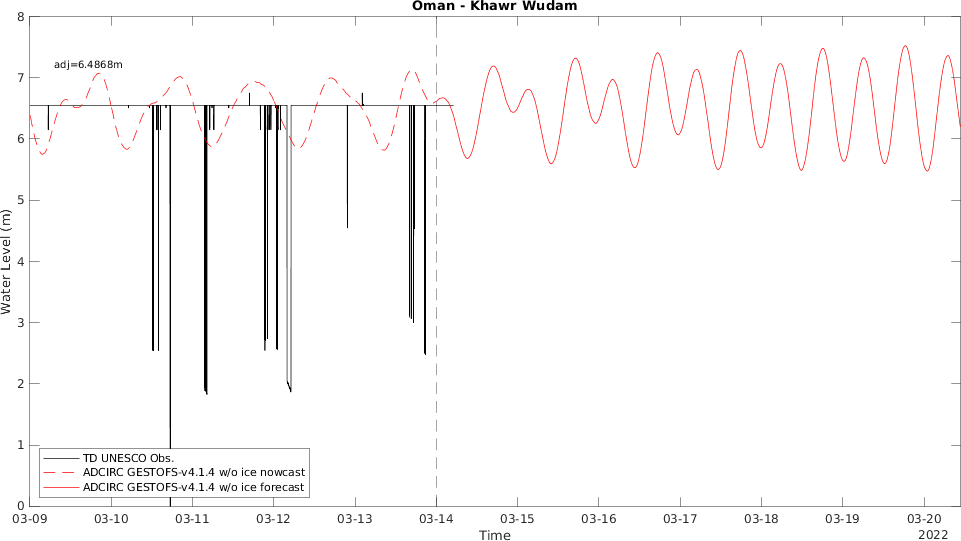 Oman - Khawr Wudam
8
7
6
5
4
3
2
1
0
Water Level (m)
adj=6.4868m
TD UNESCO Obs.
ADCIRC GESTOFS-v4.1.4 w/o ice nowcast
ADCIRC GESTOFS-v4.1.4 w/o ice forecast
03-09 03-10 03-11 03-12 03-13 03-14 03-15 03-16 03-17 03-18 03-19 03-20
Time
2022